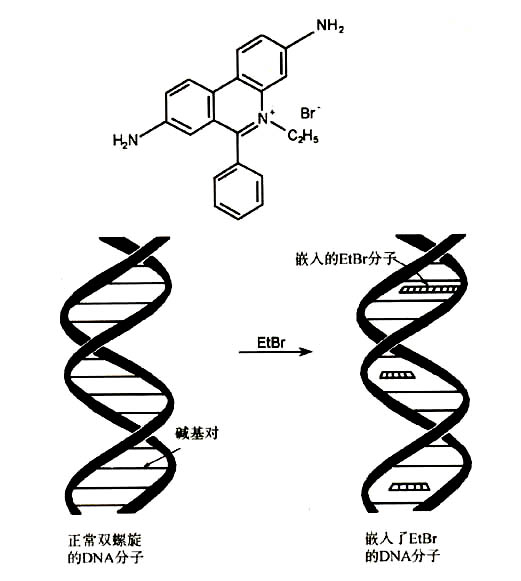 NH₂
Br⁻
N⁺
C₂H₅
H₂N
嵌入的EtBr分子
EtBr
碱基对
正常双螺旋
的DNA分子
嵌入了EtBr
的DNA分子